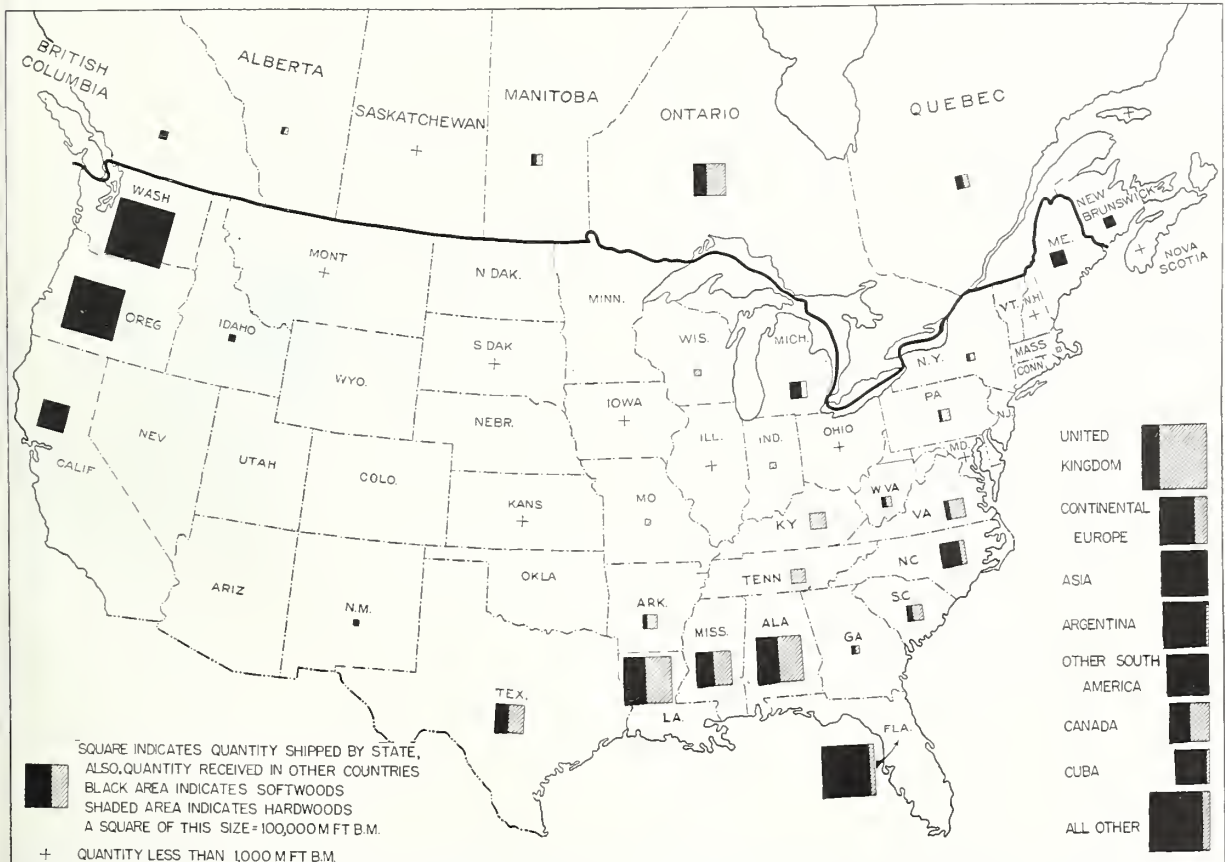 BRITISH
COLUMBIA
ALBERTA
SASKATCHEWAN
MANITOBA
ONTARIO
QUEBEC
NEW
BRUNSWICK
NOVA
SCOTIA
WASH
MONT
N DAK.
MINN.
ME.
OREG
IDAHO
S DAK
WIS.
MICH.
N.Y.
VT.
N.H.
MASS
CONN
WYO.
IOWA
PA
N.J.
NEBR.
ILL.
IND.
OHIO
MD.
NEV
UTAH
COLO.
CALIF
KANS
MO
W.VA
VA
KY
ARIZ
N.M.
OKLA
TENN
NC
ARK.
S.C
MISS.
ALA
GA
TEX.
LA.
FLA.
UNITED
KINGDOM
CONTINENTAL
EUROPE
ASIA
ARGENTINA
OTHER SOUTH
AMERICA
CANADA
CUBA
ALL OTHER
SQUARE INDICATES QUANTITY SHIPPED BY STATE,
ALSO, QUANTITY RECEIVED IN OTHER COUNTRIES
BLACK AREA INDICATES SOFTWOODS
SHADED AREA INDICATES HARDWOODS
A SQUARE OF THIS SIZE = 100,000 M FT B.M.
+ QUANTITY LESS THAN 1,000 M FT B.M.